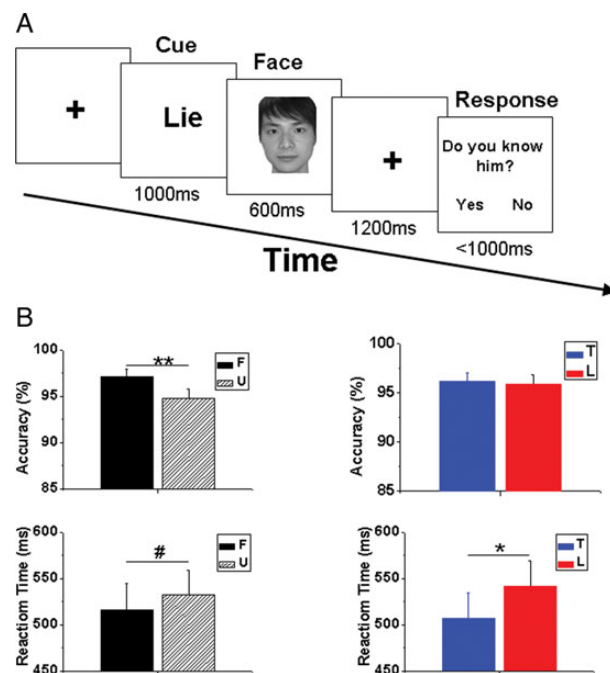 A
Cue
Face
Response
+
Lie
+
Do you know
him?
Yes No
1000ms
600ms
1200ms
<1000ms
Time
B
100
95
90
85
Accuracy (%)
**
F
U
100
95
90
85
Accuracy (%)
T
L
600
550
500
450
Reaction Time (ms)
#
F
U
600
550
500
450
Reaction Time (ms)
*
T
L